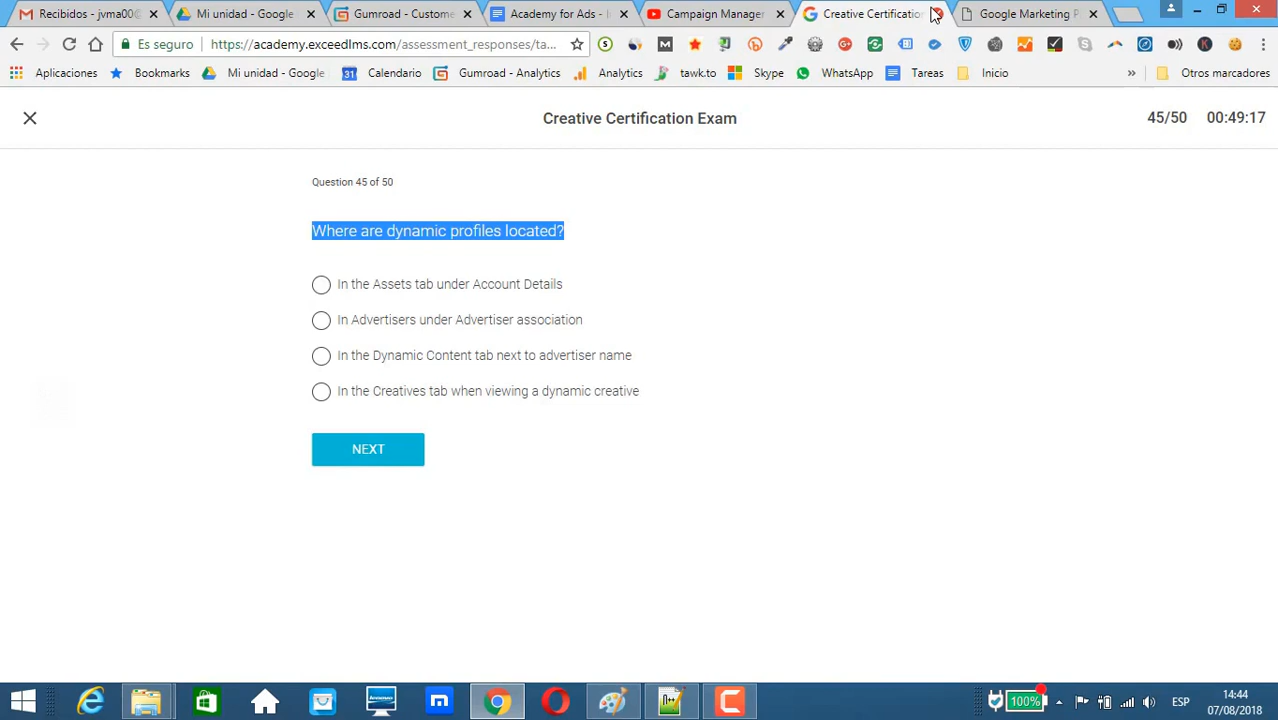 Recibidos - jvma00@
Mi unidad - Google
Gumroad - Custome
Academy for Ads - I
Campaign Manage
Creative Certification
Google Marketing P
Es seguro
https://academy.exceedlms.com/assessment_responses/ta...
Aplicaciones
Bookmark
Mi unidad - Google
31
Calendario
Gumroad - Analytics
Analytics
tawk.to
Skype
WhatsApp
Tareas
Inicio
»
Otros marcadores
Creative Certification Exam
45/50
00:49:17
Question 45 of 50
Where are dynamic profiles located?
In the Assets tab under Account Details
In Advertisers under Advertiser association
In the Dynamic Content tab next to advertiser name
In the Creatives tab when viewing a dynamic creative
NEXT
100%
ESP
14:44
07/08/2018